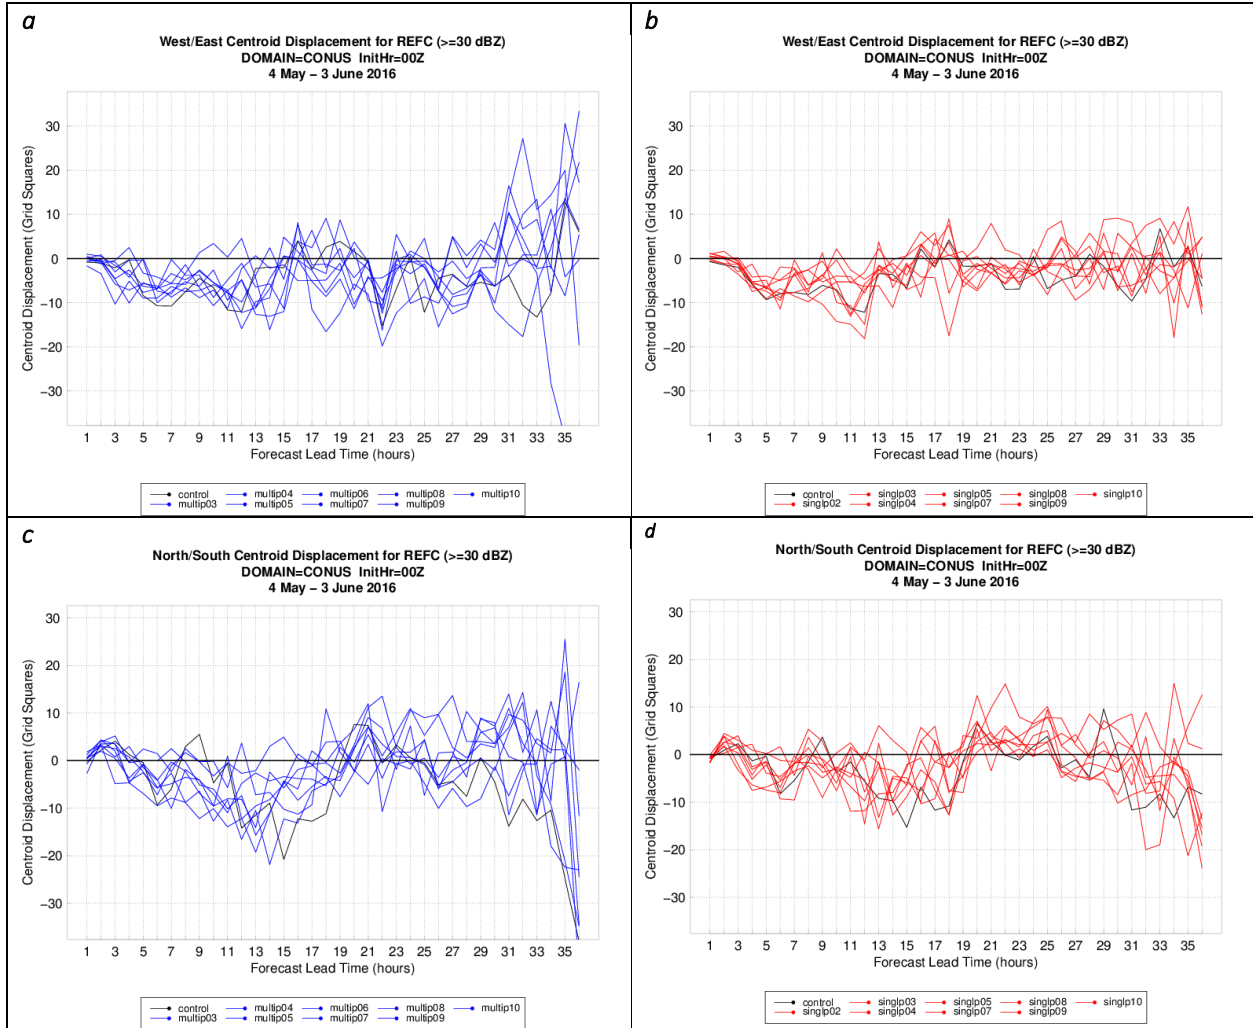 a
West/East Centroid Displacement for REFC (>=30 dBZ)
DOMAIN=CONUS InitHr=00Z
4 May – 3 June 2016
Centroid Displacement (Grid Squares)
30
20
10
0
−10
−20
−30
1 3 5 7 9 11 13 15 17 19 21 23 25 27 29 31 33 35
Forecast Lead Time (hours)
control multip04 multip06 multip08 multip10
multip03 multip05 multip07 multip09
b
West/East Centroid Displacement for REFC (>=30 dBZ)
DOMAIN=CONUS InitHr=00Z
4 May – 3 June 2016
Centroid Displacement (Grid Squares)
30
20
10
0
−10
−20
−30
1 3 5 7 9 11 13 15 17 19 21 23 25 27 29 31 33 35
Forecast Lead Time (hours)
control singlp03 singlp05 singlp08 singlp10
singlp02 singlp04 singlp07 singlp09
c
North/South Centroid Displacement for REFC (>=30 dBZ)
DOMAIN=CONUS InitHr=00Z
4 May – 3 June 2016
Centroid Displacement (Grid Squares)
30
20
10
0
−10
−20
−30
1 3 5 7 9 11 13 15 17 19 21 23 25 27 29 31 33 35
Forecast Lead Time (hours)
control multip04 multip06 multip08 multip10
multip03 multip05 multip07 multip09
d
North/South Centroid Displacement for REFC (>=30 dBZ)
DOMAIN=CONUS InitHr=00Z
4 May – 3 June 2016
Centroid Displacement (Grid Squares)
30
20
10
0
−10
−20
−30
1 3 5 7 9 11 13 15 17 19 21 23 25 27 29 31 33 35
Forecast Lead Time (hours)
control singlp03 singlp05 singlp08 singlp10
singlp02 singlp04 singlp07 singlp09